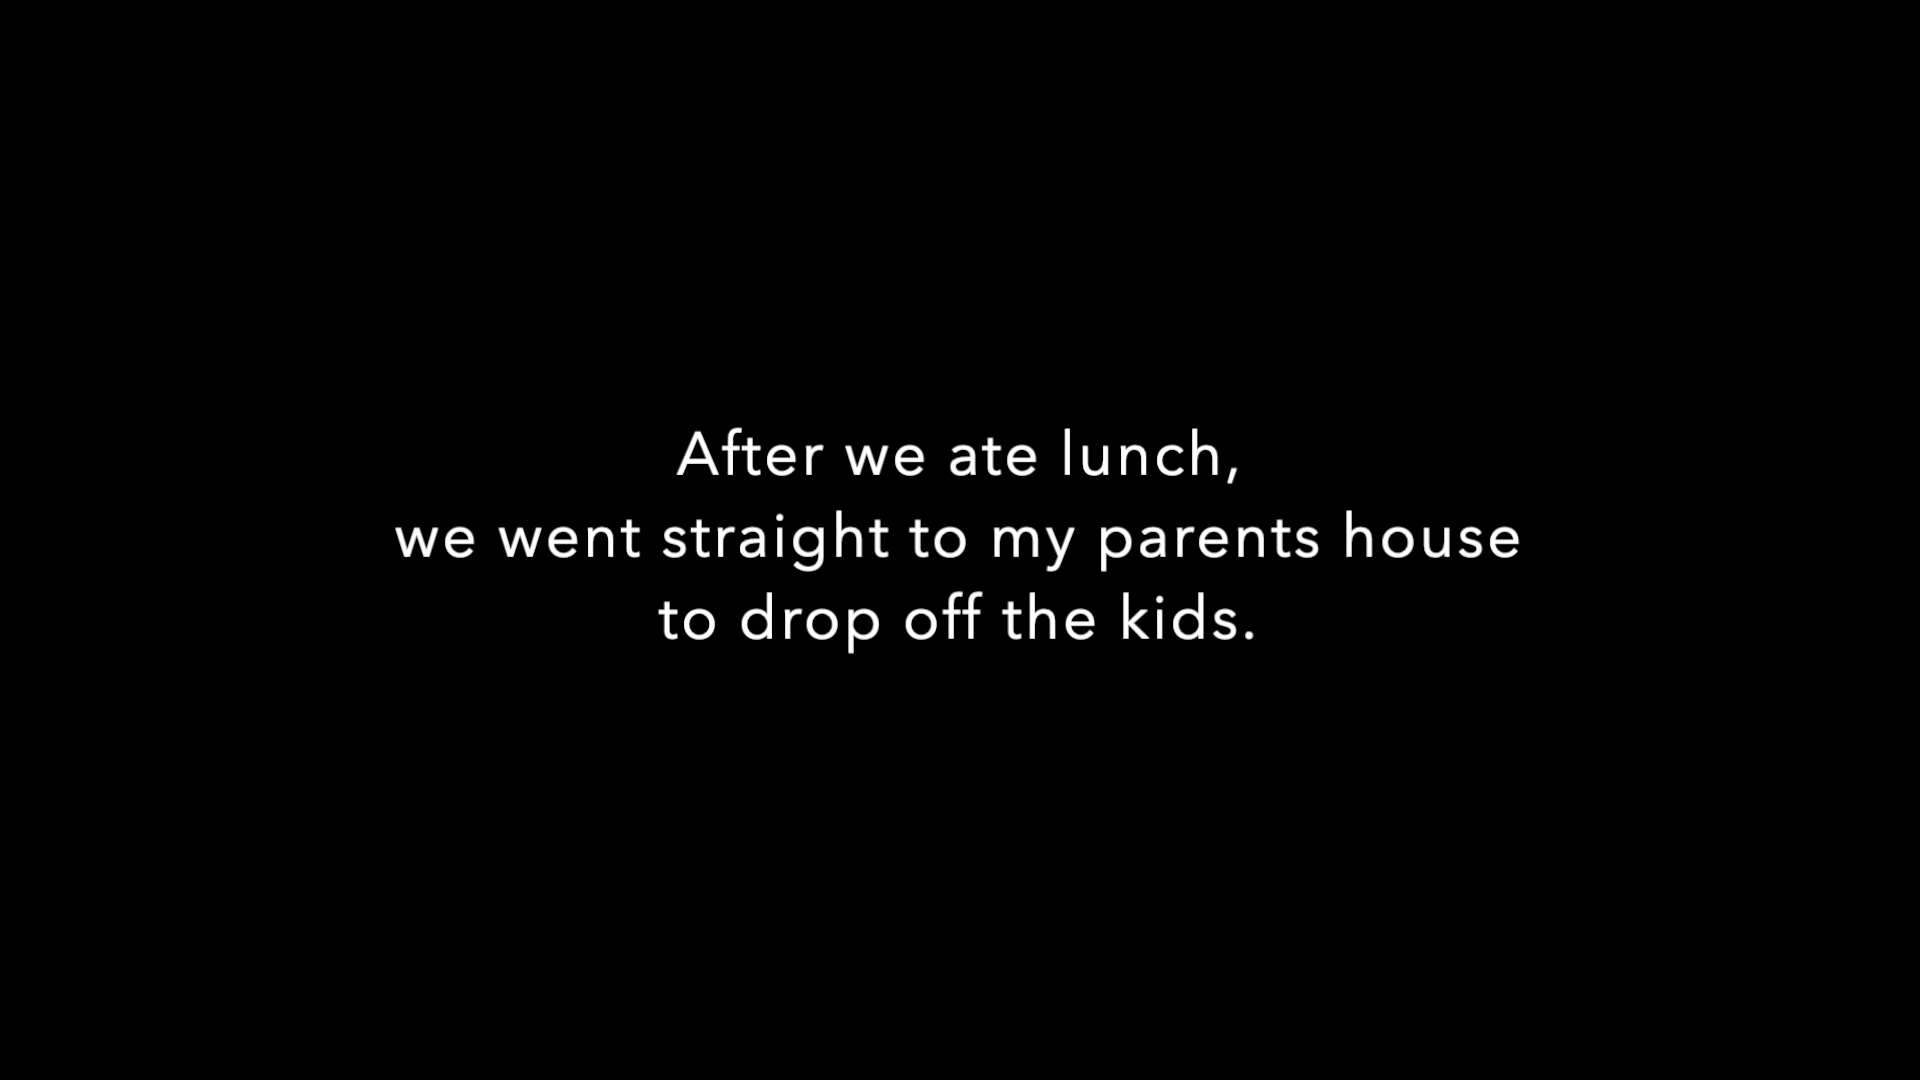 After we ate lunch,
we went straight to my parents house
to drop off the kids.